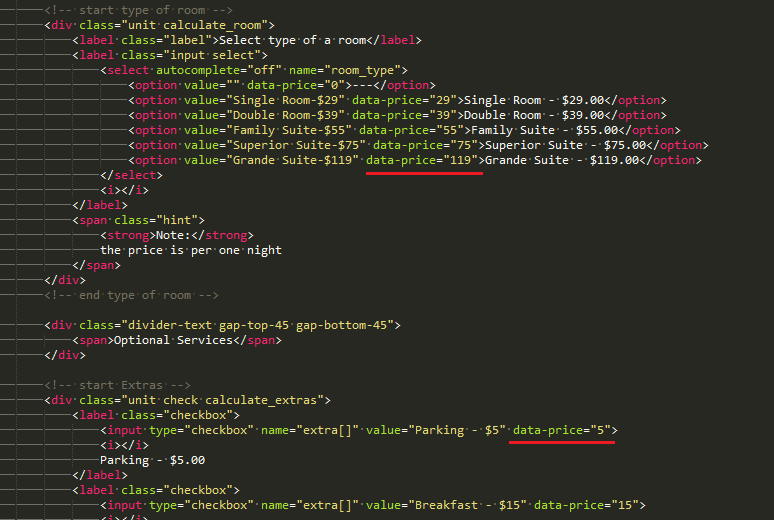 <!-- start type of room -->
<div class="unit calculate_room">
<label class="label">Select type of a room</label>
<label class="input select">
<select autocomplete="off" name="room_type">
<option value="" data-price="0">---</option>
<option value="Single Room-$29" data-price="29">Single Room - $29.00</option>
<option value="Double Room-$39" data-price="39">Double Room - $39.00</option>
<option value="Family Suite-$55" data-price="55">Family Suite - $55.00</option>
<option value="Superior Suite-$75" data-price="75">Superior Suite - $75.00</option>
<option value="Grande Suite-$119" data-price="119">Grande Suite - $119.00</option>
</select>
<i></i>
</label>
<span class="hint">
<strong>Note:</strong>
the price is per one night
</span>
</div>
<!-- end type of room -->
<div class="divider-text gap-top-45 gap-bottom-45">
<span>Optional Services</span>
</div>
<!-- start Extras -->
<div class="unit check calculate_extras">
<label class="checkbox">
<input type="checkbox" name="extra[]" value="Parking - $5" data-price="5">
<i></i>
Parking - $5.00
</label>
<label class="checkbox">
<input type="checkbox" name="extra[]" value="Breakfast - $15" data-price="15">
<i></i>